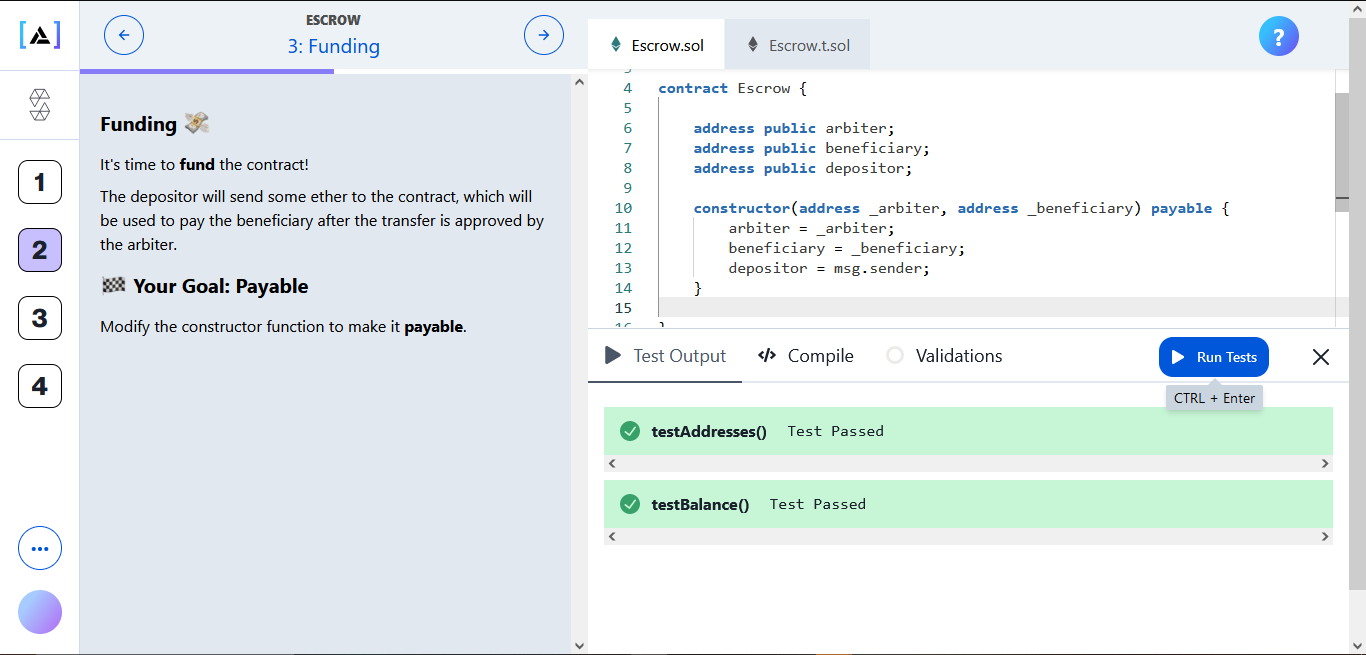 ESCROW
3: Funding
Funding 💸
It's time to fund the contract!
The depositor will send some ether to the contract, which will
be used to pay the beneficiary after the transfer is approved by
the arbiter.
🏁 Your Goal: Payable
Modify the constructor function to make it payable.
1
2
3
4
Escrow.sol
Escrow.t.sol
?
4 contract Escrow {
5
6 address public arbiter;
7 address public beneficiary;
8 address public depositor;
9
10 constructor(address _arbiter, address _beneficiary) payable {
11 arbiter = _arbiter;
12 beneficiary = _beneficiary;
13 depositor = msg.sender;
14 }
15
16 }
Test Output
</> Compile
Validations
Run Tests
CTRL + Enter
testAddresses() Test Passed
testBalance() Test Passed